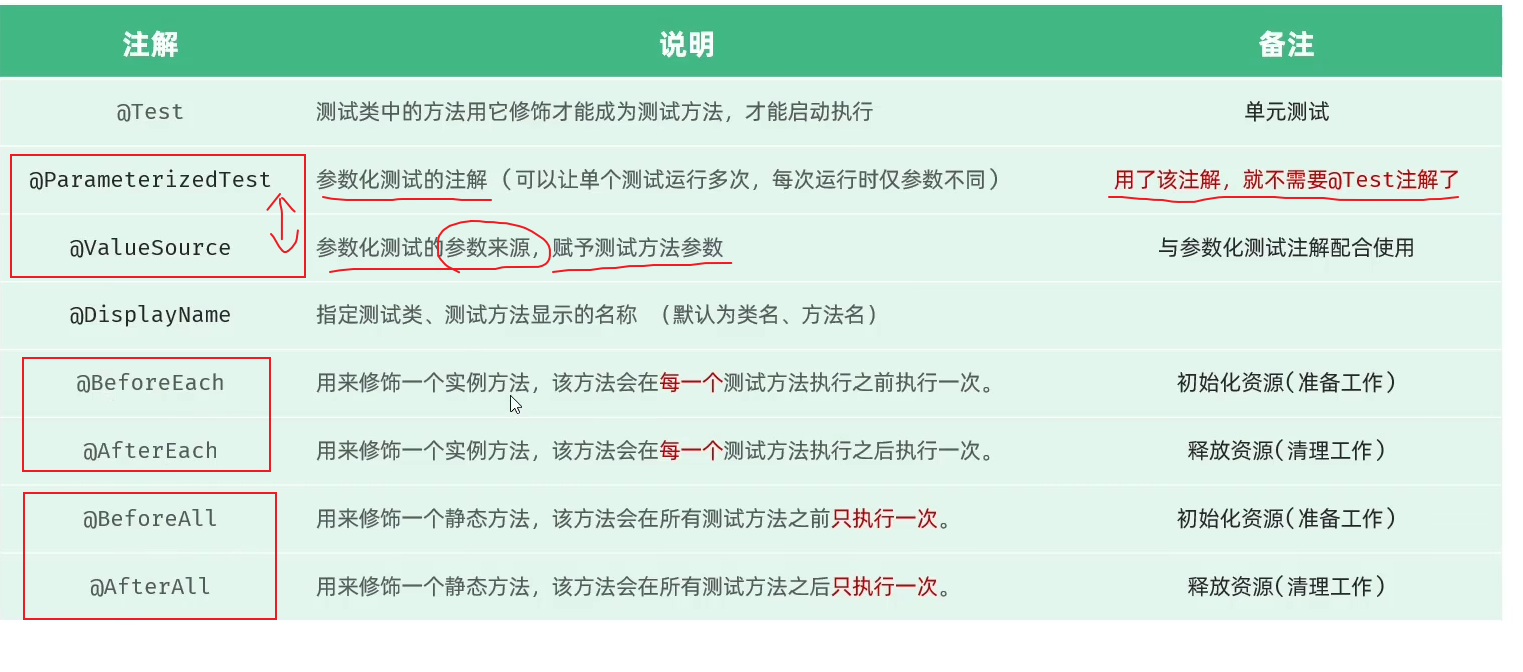 注解 说明 备注
@Test 测试类中的方法用它修饰才能成为测试方法，才能启动执行 单元测试
@ParameterizedTest 参数化测试的注解（可以让单个测试运行多次，每次运行时仅参数不同） 用了该注解，就不需要@Test注解了
@ValueSource 参数化测试的参数来源，赋予测试方法参数 与参数化测试注解配合使用
@DisplayName 指定测试类、测试方法显示的名称 （默认为类名、方法名）
@BeforeEach 用来修饰一个实例方法，该方法会在每一个测试方法执行之前执行一次。 初始化资源(准备工作)
@AfterEach 用来修饰一个实例方法，该方法会在每一个测试方法执行之后执行一次。 释放资源(清理工作)
@BeforeAll 用来修饰一个静态方法，该方法会在所有测试方法之前只执行一次。 初始化资源(准备工作)
@AfterAll 用来修饰一个静态方法，该方法会在所有测试方法之后只执行一次。 释放资源(清理工作)